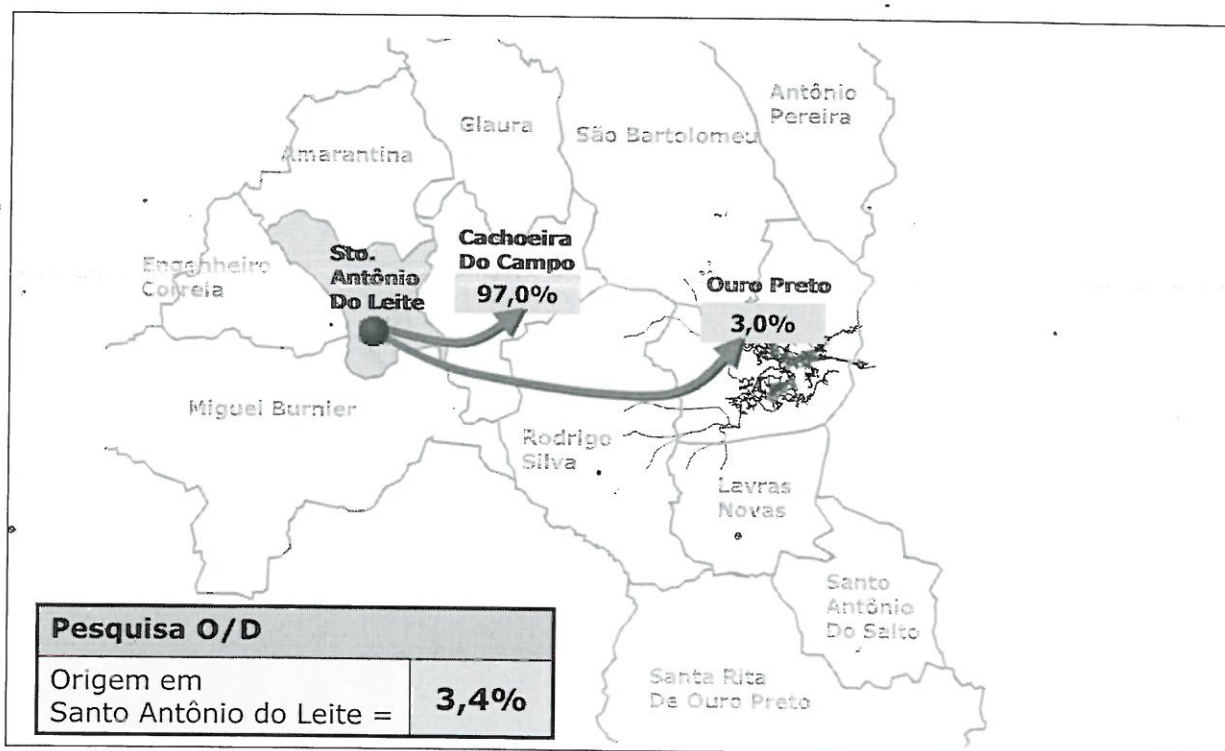 Antônio
Pereira
Glaura
São Bartolomeu
Amarantina
Cachoeira
Do Campo
97,0%
Sto.
Antônio
Do Leite
Engenheiro
Correia
Ouro Preto
3,0%
Miguel Burnier
Rodrigo
Silva
Lavras
Novas
Santo
Antônio
Do Salto
Santa Rita
De Ouro Preto
Pesquisa O/D
Origem em
Santo Antônio do Leite =
3,4%